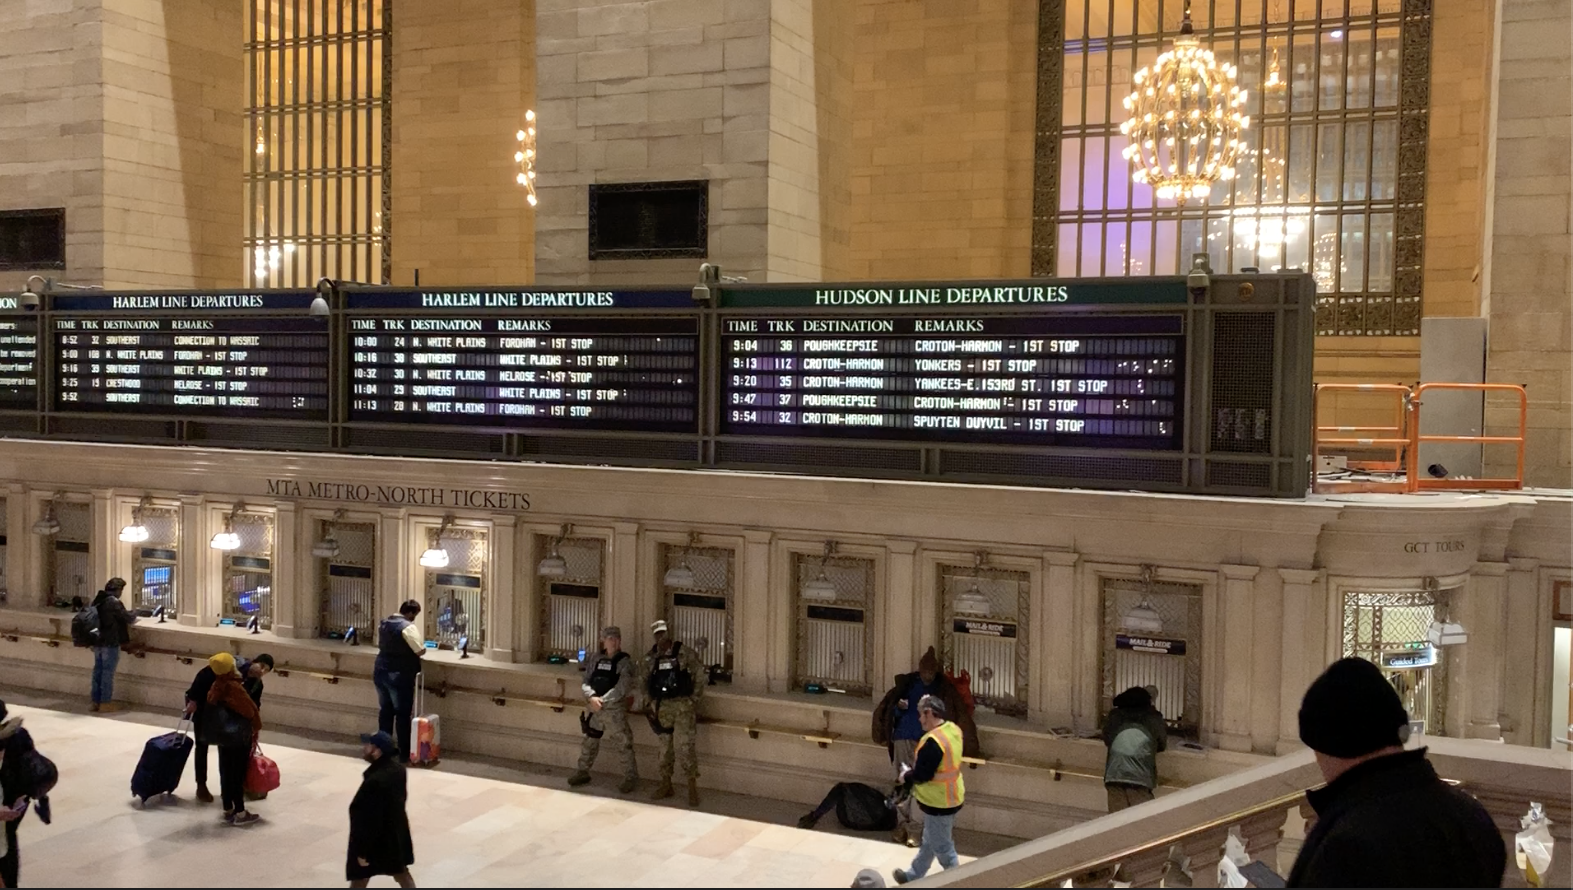 ION
HARLEM LINE DEPARTURES
TIME TRK DESTINATION REMARKS
8:52 32 SOUTHEAST CONNECTION TO WASSAIC
9:00 108 N. WHITE PLAINS FORDHAM - 1ST STOP
9:16 39 SOUTHEAST WHITE PLAINS - 1ST STOP
9:25 19 CRESTWOOD MELROSE - 1ST STOP
9:52 SOUTHEAST CONNECTION TO WASSAIC
HARLEM LINE DEPARTURES
TIME TRK DESTINATION REMARKS
10:00 24 N. WHITE PLAINS FORDHAM - 1ST STOP
10:16 30 SOUTHEAST WHITE PLAINS - 1ST STOP
10:32 30 N. WHITE PLAINS MELROSE - 1ST STOP
11:04 29 SOUTHEAST WHITE PLAINS - 1ST STOP
11:13 28 N. WHITE PLAINS FORDHAM - 1ST STOP
HUDSON LINE DEPARTURES
TIME TRK DESTINATION REMARKS
9:04 36 POUGHKEEPSIE CROTON-HARMON - 1ST STOP
9:13 112 CROTON-HARMON YONKERS - 1ST STOP
9:20 35 CROTON-HARMON YANKEES-E.153RD ST. 1ST STOP
9:47 37 POUGHKEEPSIE CROTON-HARMON - 1ST STOP
9:54 32 CROTON-HARMON SPUYTEN DUYVIL - 1ST STOP
MTA METRO-NORTH TICKETS
GCT TOURS
MAIL & RIDE
MAIL & RIDE
Guided Tours